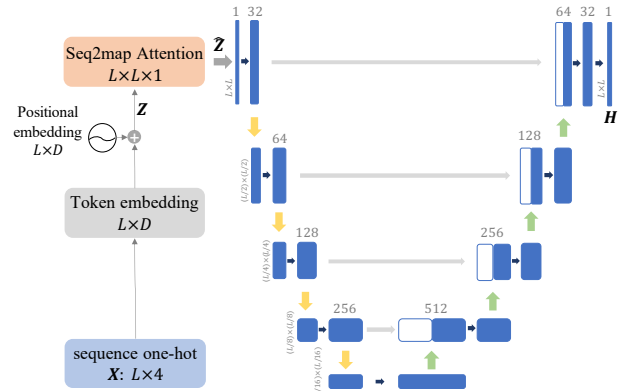 Seq2map Attention
L×L×1
Z
Positional
embedding
L×D
Token embedding
L×D
sequence one-hot
X: L×4
Ẑ
1 32
L×L
64
(L/2)×(L/2)
128
(L/4)×(L/4)
256
(L/8)×(L/8)
/16)×(L/16)
512
256
128
64 32 1
L×L
H